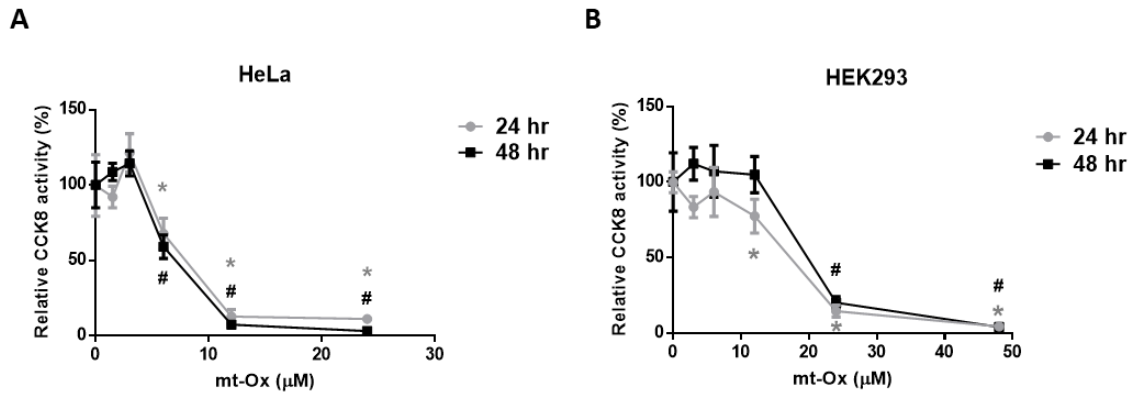 A
HeLa
Relative CCK8 activity (%)
150
100
50
0
0
10
20
30
mt-Ox (μM)
24 hr
48 hr
*
*
*
#
#
#
B
HEK293
Relative CCK8 activity (%)
150
100
50
0
0
10
20
30
40
50
mt-Ox (μM)
24 hr
48 hr
*
#
*
#
*